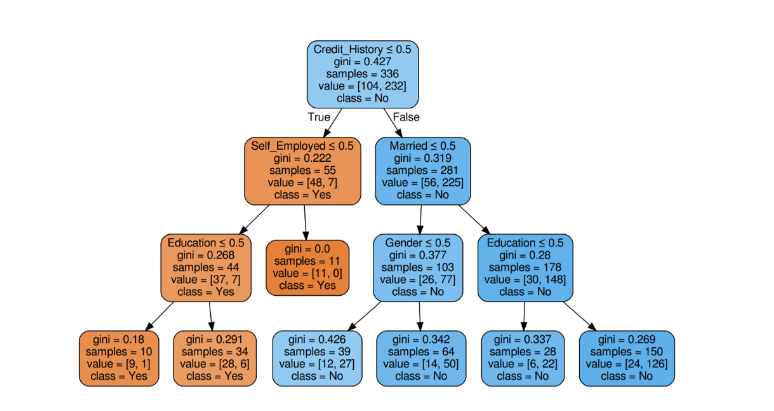 Credit_History ≤ 0.5
gini = 0.427
samples = 336
value = [104, 232]
class = No
True
False
Self_Employed ≤ 0.5
gini = 0.222
samples = 55
value = [48, 7]
class = Yes
Married ≤ 0.5
gini = 0.319
samples = 281
value = [56, 225]
class = No
Education ≤ 0.5
gini = 0.268
samples = 44
value = [37, 7]
class = Yes
gini = 0.0
samples = 11
value = [11, 0]
class = Yes
Gender ≤ 0.5
gini = 0.377
samples = 103
value = [26, 77]
class = No
Education ≤ 0.5
gini = 0.28
samples = 178
value = [30, 148]
class = No
gini = 0.18
samples = 10
value = [9, 1]
class = Yes
gini = 0.291
samples = 34
value = [28, 6]
class = Yes
gini = 0.426
samples = 39
value = [12, 27]
class = No
gini = 0.342
samples = 64
value = [14, 50]
class = No
gini = 0.337
samples = 28
value = [6, 22]
class = No
gini = 0.269
samples = 150
value = [24, 126]
class = No